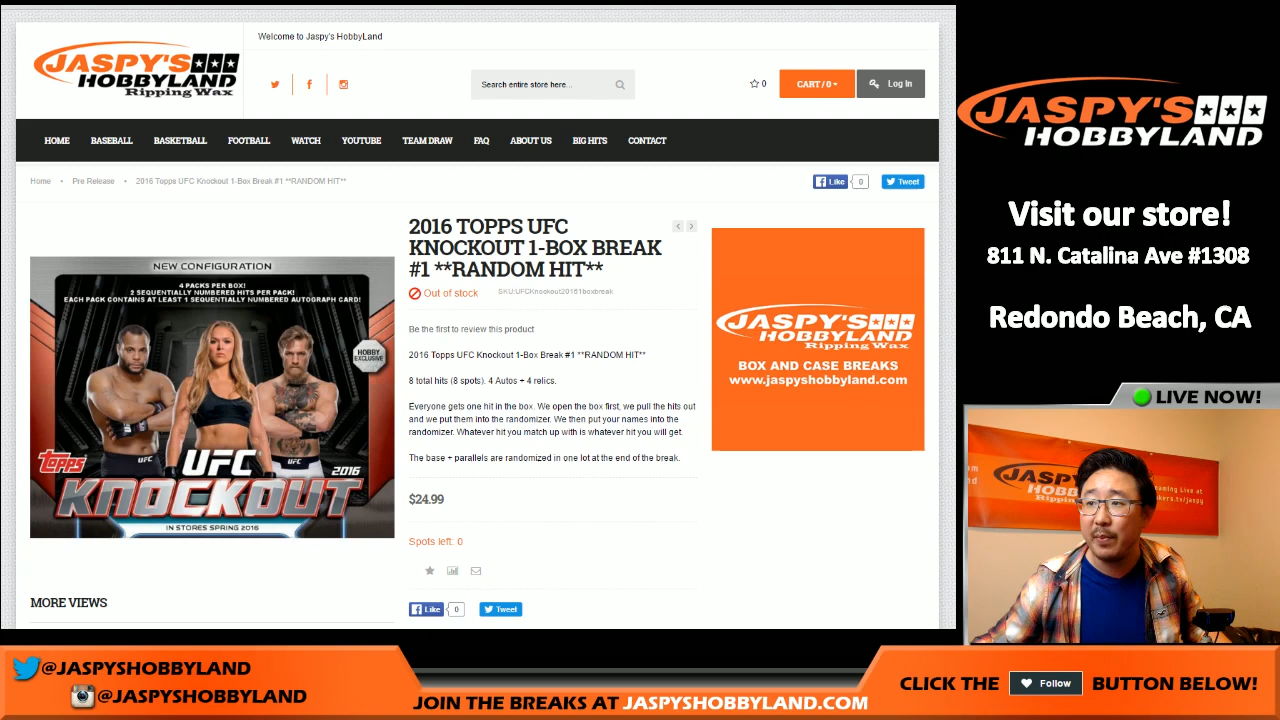 JASPY'S
HOBBYLAND
Ripping Wax
Welcome to Jaspy's HobbyLand
Search entire store here...
0
CART / 0
Log In
HOME BASEBALL BASKETBALL FOOTBALL WATCH YOUTUBE TEAM DRAW FAQ ABOUT US BIG HITS CONTACT
Home • Pre Release • 2016 Topps UFC Knockout 1-Box Break #1 **RANDOM HIT**
Like 0 Tweet
NEW CONFIGURATION
4 PACKS PER BOX!
2 SEQUENTIALLY NUMBERED HITS PER PACK!
EACH PACK CONTAINS AT LEAST 1 SEQUENTIALLY NUMBERED AUTOGRAPH CARD!
HOBBY
EXCLUSIVE
UFC
UFC
topps
UFC
2016
KNOCKOUT
IN STORES SPRING 2016
MORE VIEWS
2016 TOPPS UFC
KNOCKOUT 1-BOX BREAK
#1 **RANDOM HIT**
Out of stock
SKU:UFCKnockout20161boxbreak
Be the first to review this product
2016 Topps UFC Knockout 1-Box Break #1 **RANDOM HIT**
8 total hits (8 spots). 4 Autos + 4 relics.
Everyone gets one hit in the box. We open the box first, we pull the hits out
and we put them into the randomizer. We then put your names into the
randomizer. Whatever hit you match up with is whatever hit you will get.
The base + parallels are randomized in one lot at the end of the break.
$24.99
Spots left: 0
Like 0 Tweet
JASPY'S
HOBBYLAND
Ripping Wax
BOX AND CASE BREAKS
www.jaspyshobbyland.com
JASPY'S
HOBBYLAND
Visit our store!
811 N. Catalina Ave #1308
Redondo Beach, CA
LIVE NOW!
JASPY'S
@JASPYSHOBBYLAND
@JASPYSHOBBYLAND
JOIN THE BREAKS AT JASPYSHOBBYLAND.COM
CLICK THE Follow BUTTON BELOW!